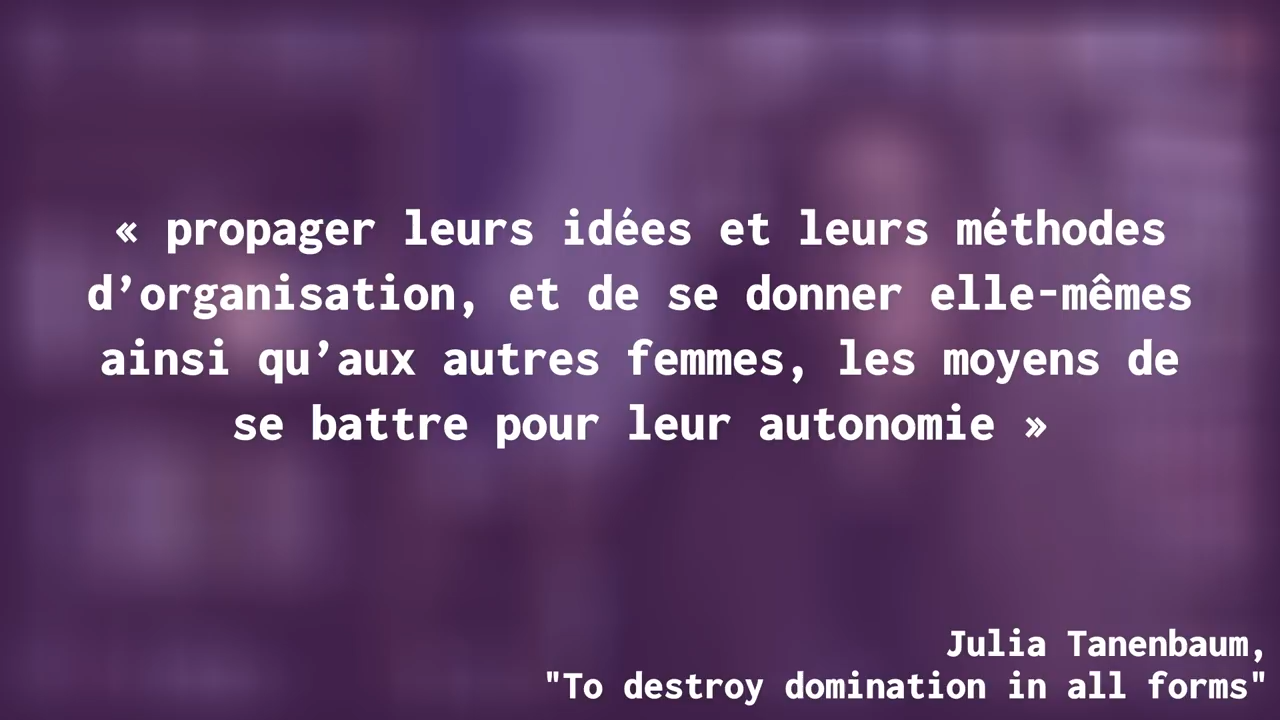 « propager leurs idées et leurs méthodes
d’organisation, et de se donner elle-mêmes
ainsi qu’aux autres femmes, les moyens de
se battre pour leur autonomie »
Julia Tanenbaum,
"To destroy domination in all forms"